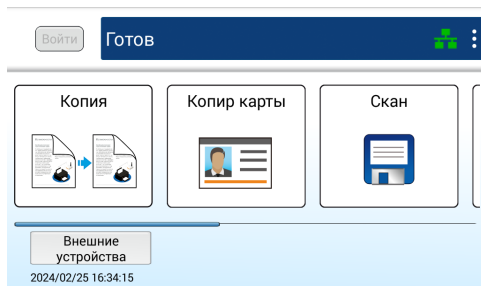 Войти
Готов
Копия
Копир карты
Скан
Внешние
устройства
2024/02/25 16:34:15